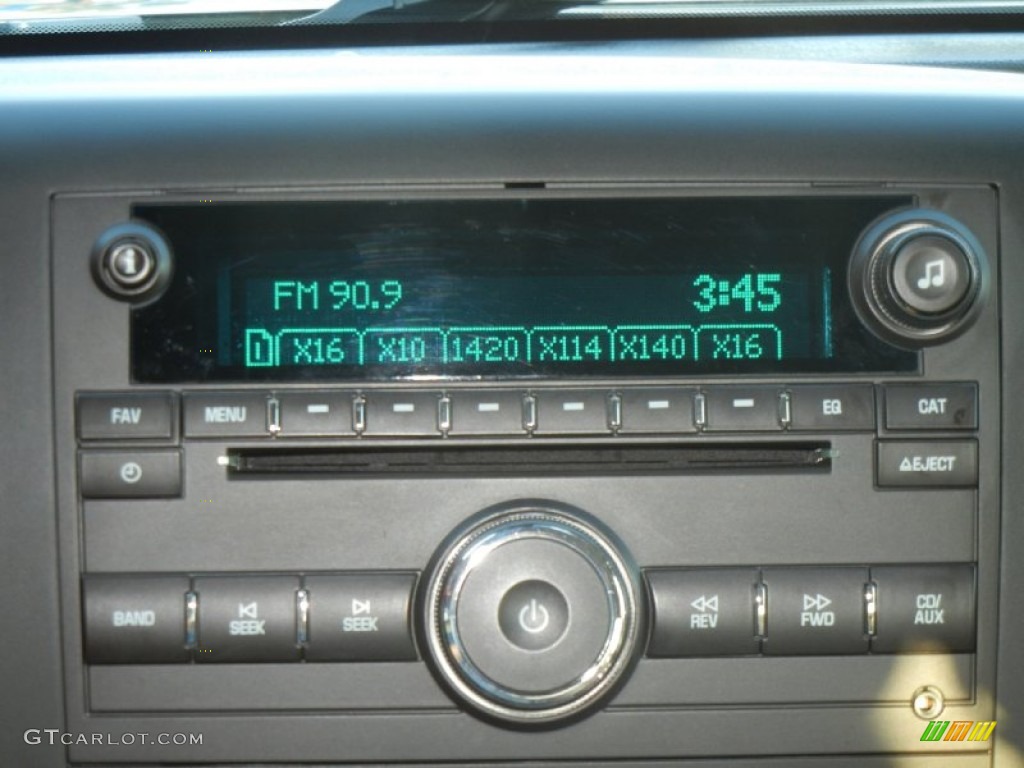 FM 90.9 3:45
1 X16 X10 1420 X114 X140 X16
FAV MENU EQ CAT
EJECT
BAND SEEK SEEK REV FWD CD/
AUX
GTCARLOT.COM